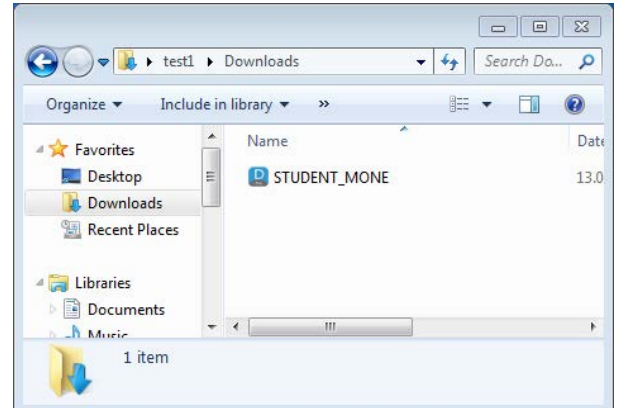 test1 Downloads Search Do...
Organize Include in library »
Favorites
Desktop
Downloads
Recent Places
Libraries
Documents
Music
Name Date
STUDENT_MONE 13.0
1 item